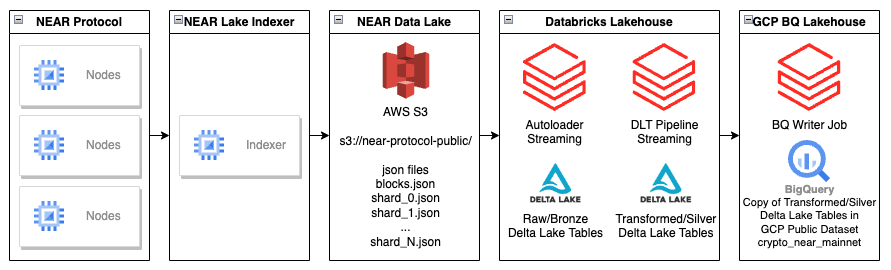 NEAR Protocol
Nodes
Nodes
Nodes
NEAR Lake Indexer
Indexer
NEAR Data Lake
AWS S3
s3://near-protocol-public/
json files
blocks.json
shard_0.json
shard_1.json
...
shard_N.json
Databricks Lakehouse
Autoloader
Streaming
DELTA LAKE
Raw/Bronze
Delta Lake Tables
DLT Pipeline
Streaming
DELTA LAKE
Transformed/Silver
Delta Lake Tables
GCP BQ Lakehouse
BQ Writer Job
BigQuery
Copy of Transformed/Silver
Delta Lake Tables in
GCP Public Dataset
crypto_near_mainnet